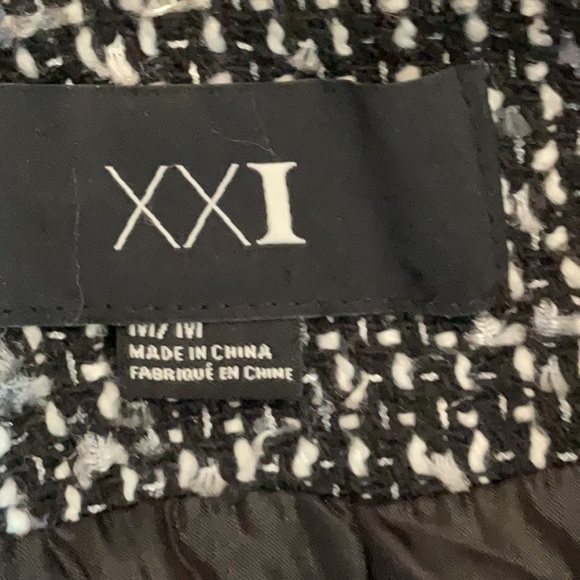 XXI
M/M
MADE IN CHINA
FABRIQUÉ EN CHINE